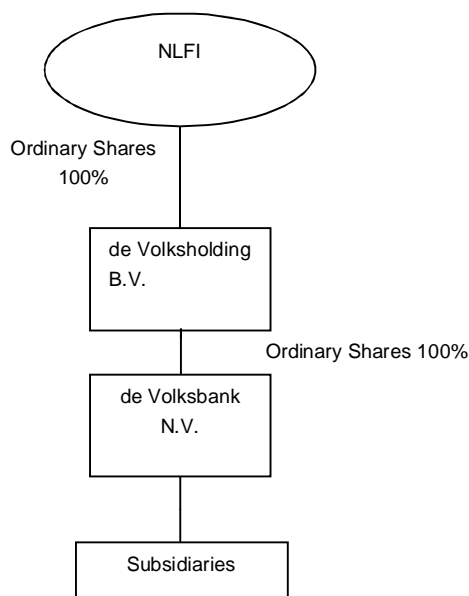 NLFI
Ordinary Shares
100%
de Volksholding
B.V.
Ordinary Shares 100%
de Volksbank
N.V.
Subsidiaries